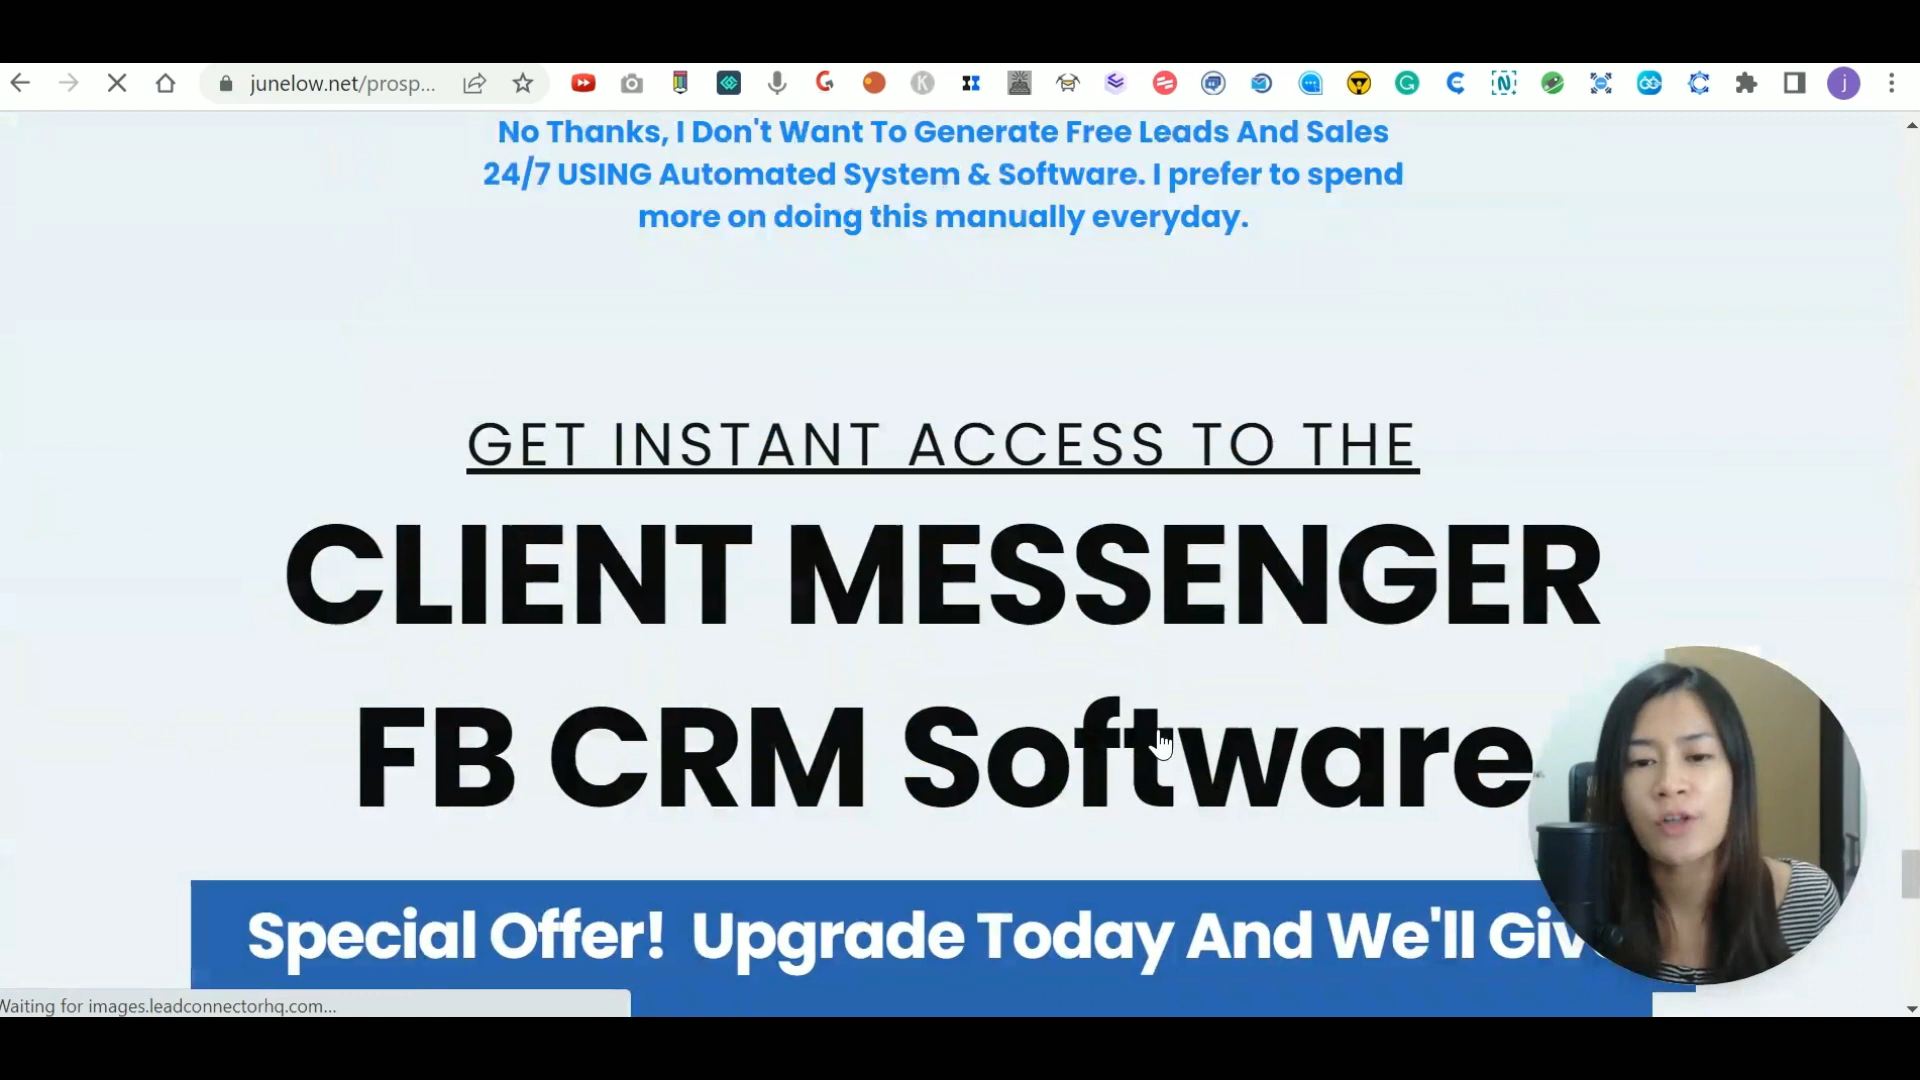 junelow.net/prosp...
No Thanks, I Don't Want To Generate Free Leads And Sales
24/7 USING Automated System & Software. I prefer to spend
more on doing this manually everyday.
GET INSTANT ACCESS TO THE
CLIENT MESSENGER
FB CRM Software
Special Offer! Upgrade Today And We'll Giv
Waiting for images.leadconnectorhq.com...
j